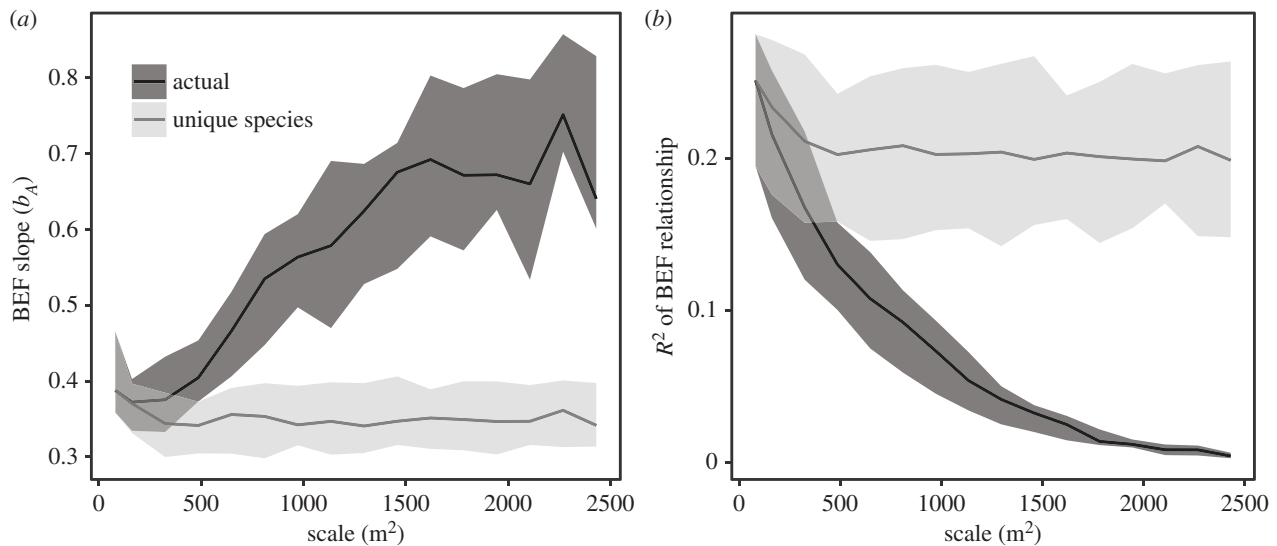 (a)
0.8
0.7
0.6
0.5
0.4
0.3
BEF slope (b_A)
actual
unique species
0
500
1000
1500
2000
2500
scale (m²)
(b)
0.2
0.1
0
R² of BEF relationship
0
500
1000
1500
2000
2500
scale (m²)